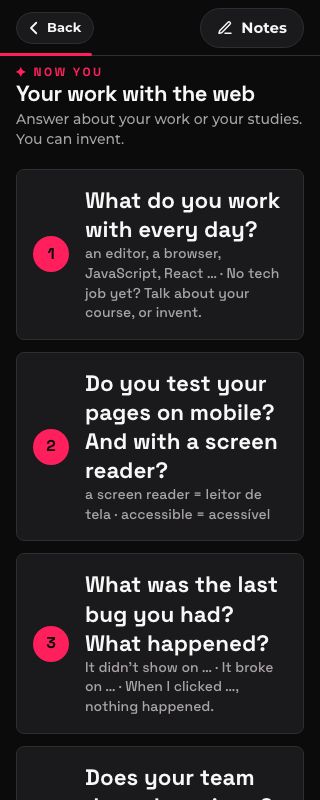 Back
Notes
NOW YOU
Your work with the web
Answer about your work or your studies.
You can invent.
What do you work
with every day?
1
an editor, a browser,
JavaScript, React ... · No tech
job yet? Talk about your
course, or invent.
Do you test your
pages on mobile?
And with a screen
reader?
2
a screen reader = leitor de
tela · accessible = acessível
What was the last
bug you had?
What happened?
3
It didn't show on ... · It broke
on ... · When I clicked ...,
nothing happened.
Does your team